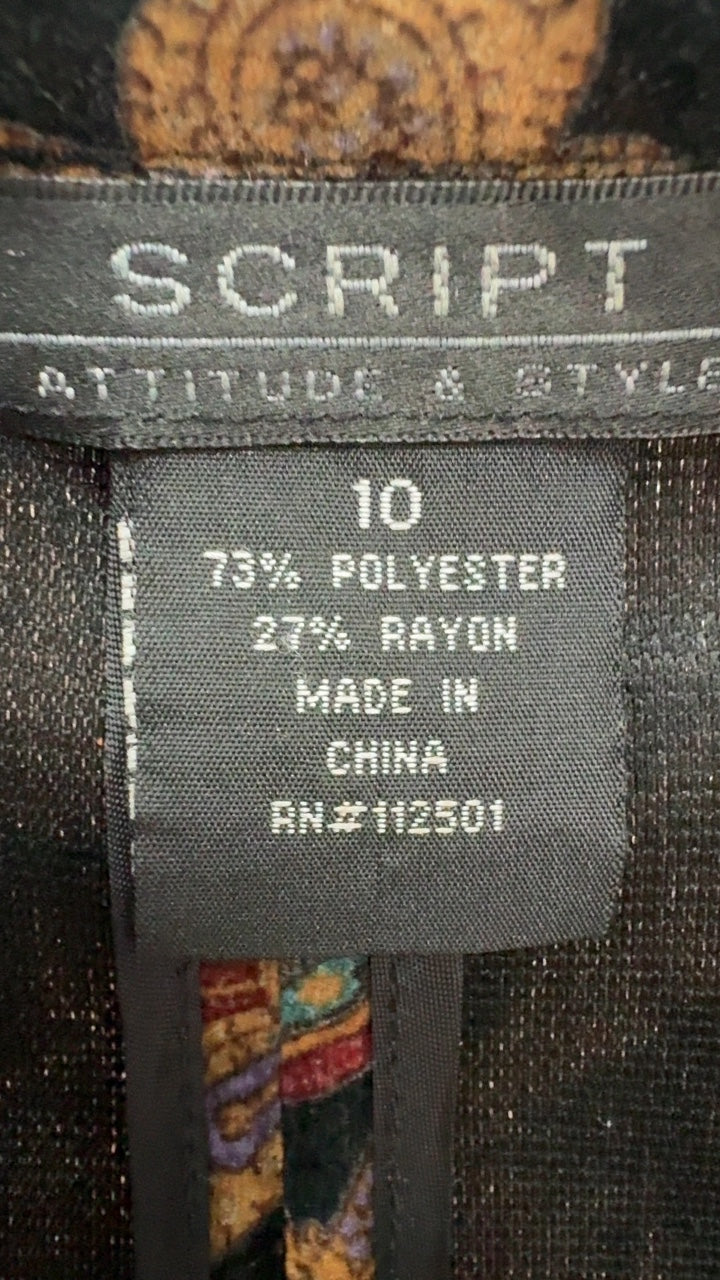 SCRIPT
ATTITUDE & STYLE
10
73% POLYESTER
27% RAYON
MADE IN
CHINA
RN#112501